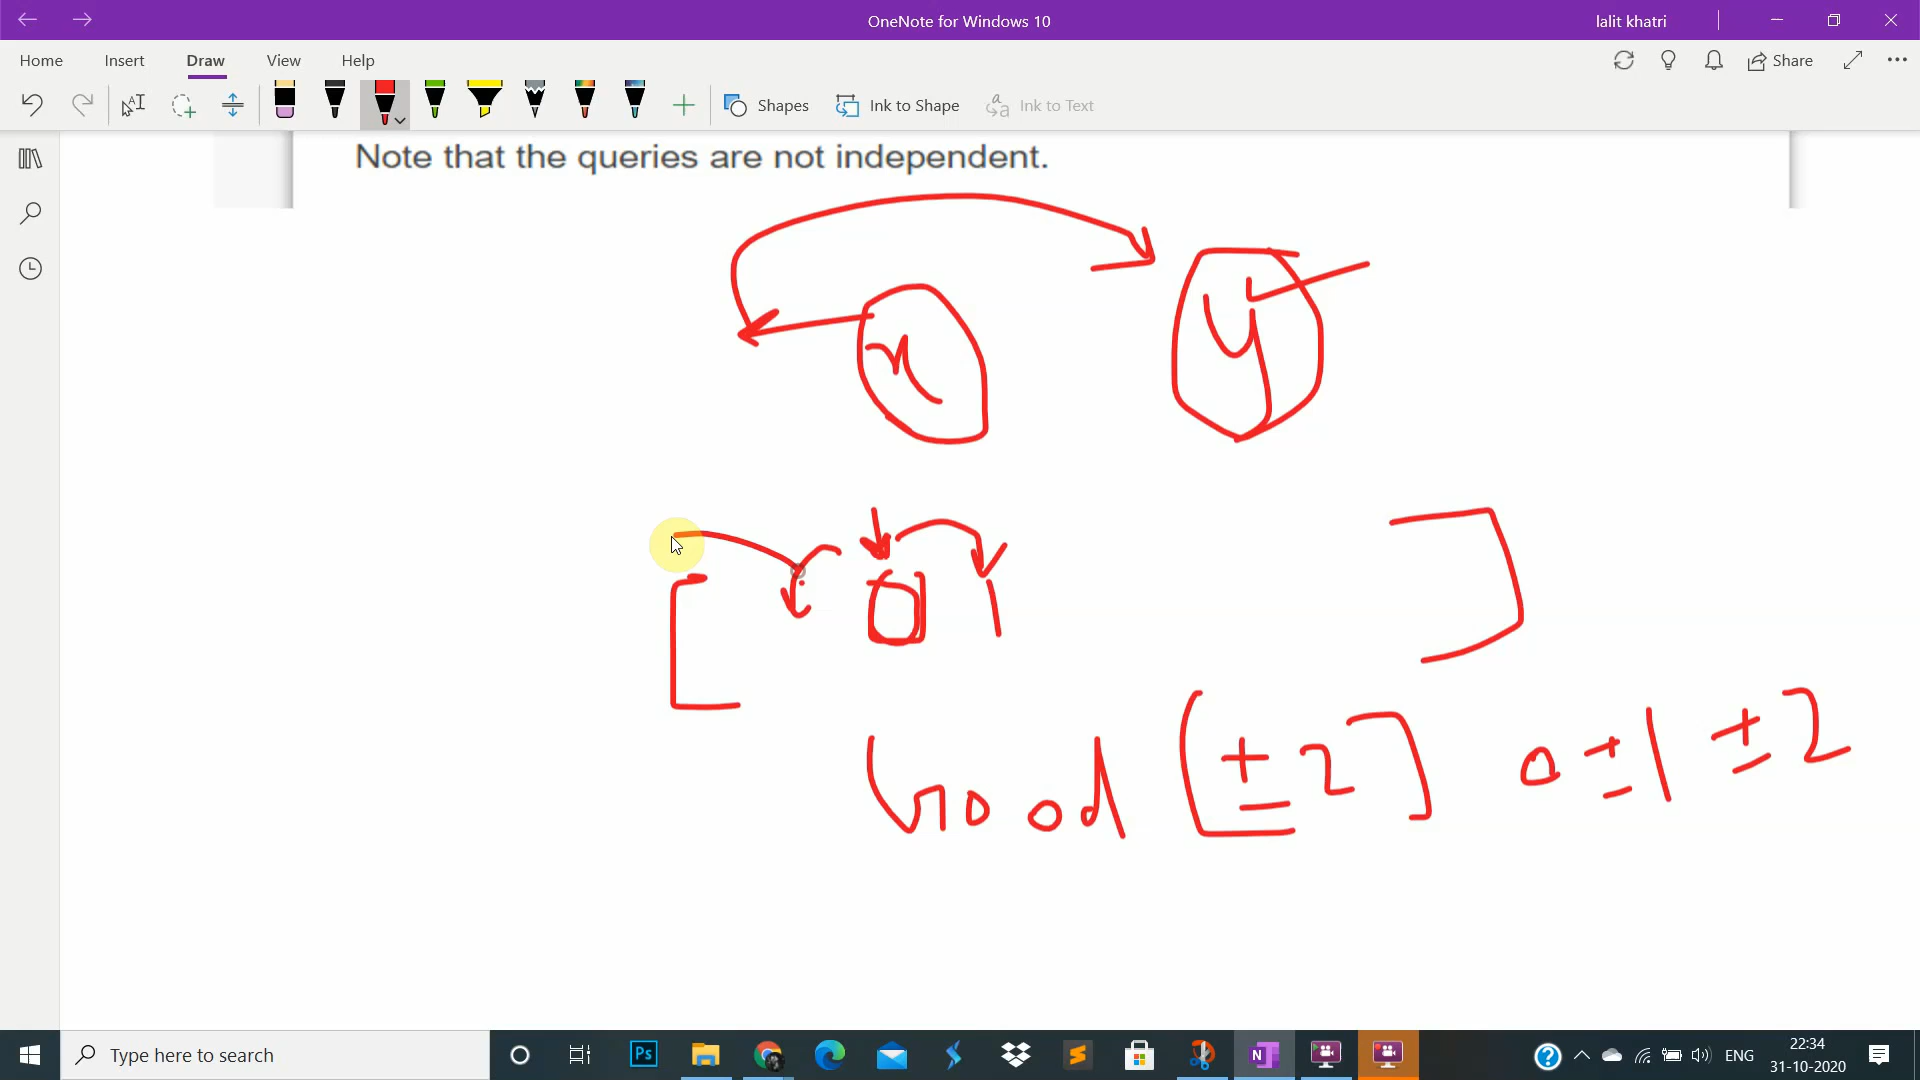 OneNote for Windows 10
lalit khatri
Home Insert Draw View Help
Share
Shapes Ink to Shape Ink to Text
Note that the queries are not independent.
x
y
Good [± 2] 0 ±1 ±2
Type here to search
Ps
N
ENG
22:34
31-10-2020